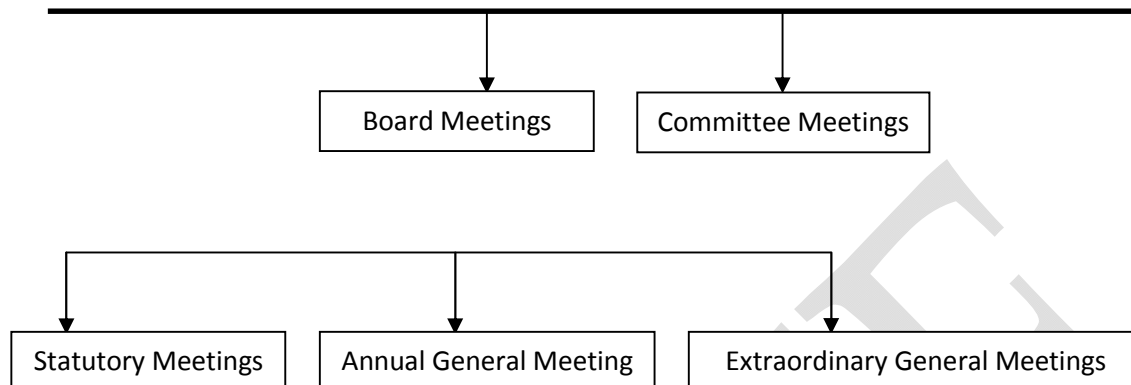 Board Meetings
Committee Meetings
Statutory Meetings
Annual General Meeting
Extraordinary General Meetings